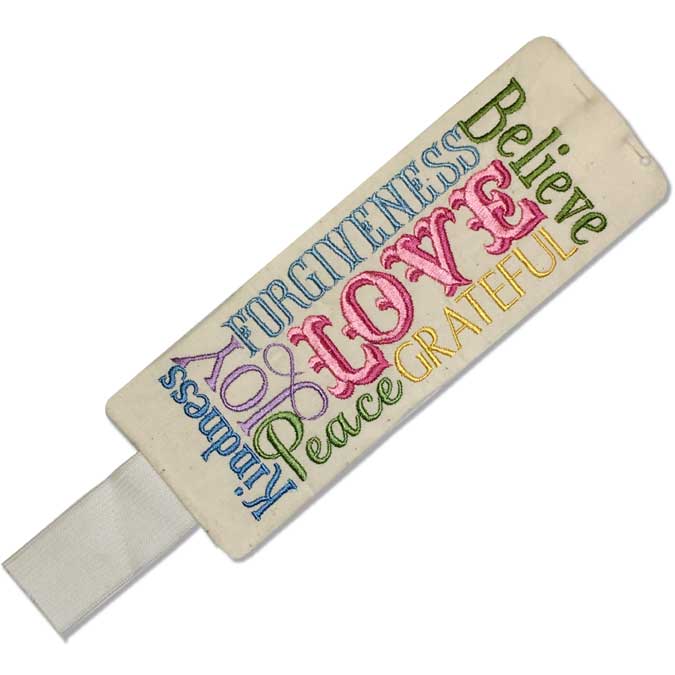 Believe
FORGIVENESS
LOVE
GRATEFUL
JOY
&
Peace
Kindness